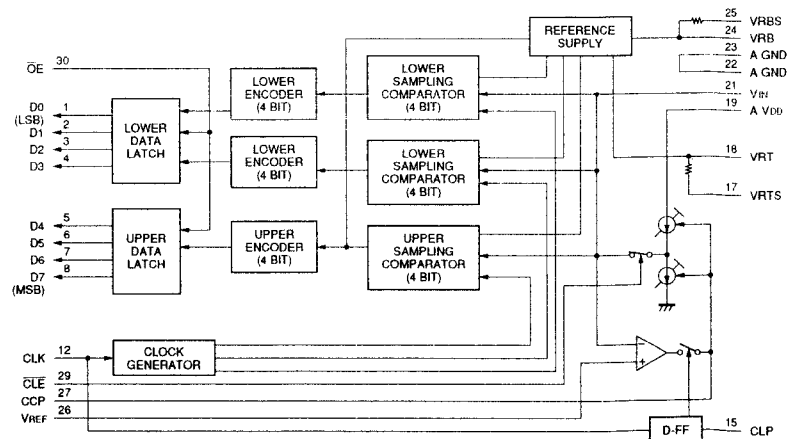 25 VRBS
24 VRB
23 A GND
22 A GND
21 VIN
19 A VDD
18 VRT
17 VRTS
REFERENCE
SUPPLY
OE 30
D0 1
(LSB)
D1 2
D2 3
D3 4
LOWER
DATA
LATCH
LOWER
ENCODER
(4 BIT)
LOWER
SAMPLING
COMPARATOR
(4 BIT)
LOWER
ENCODER
(4 BIT)
LOWER
SAMPLING
COMPARATOR
(4 BIT)
D4 5
D5 6
D6 7
D7 8
(MSB)
UPPER
DATA
LATCH
UPPER
ENCODER
(4 BIT)
UPPER
SAMPLING
COMPARATOR
(4 BIT)
CLK 12
CLOCK
GENERATOR
CLE 29
CCP 27
VREF 26
−
+
D-FF
15 CLP